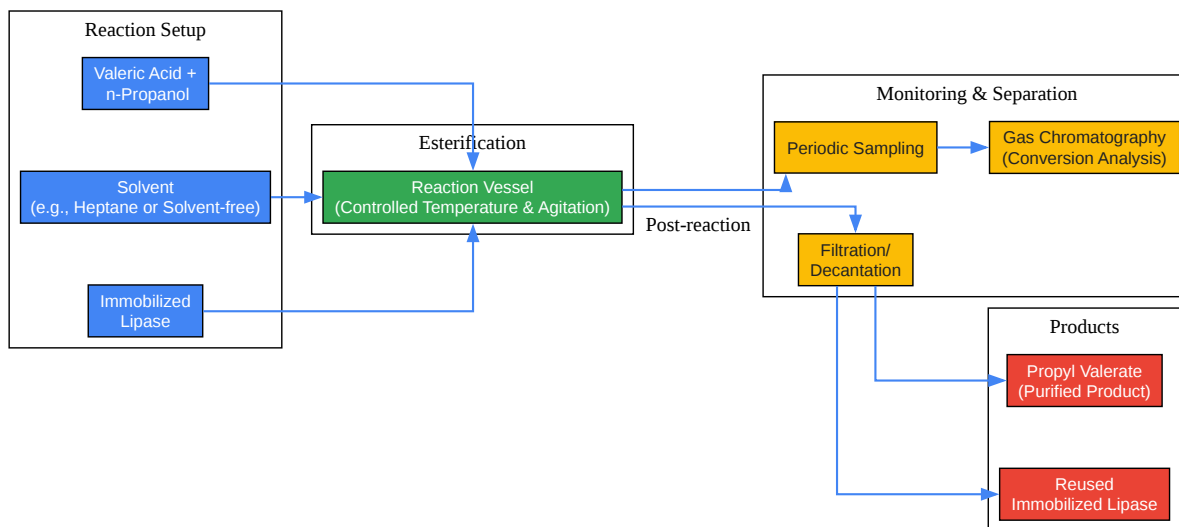 Reaction Setup
Valeric Acid +
n-Propanol
Solvent
(e.g., Heptane or Solvent-free)
Immobilized
Lipase
Esterification
Reaction Vessel
(Controlled Temperature & Agitation)
Post-reaction
Monitoring & Separation
Periodic Sampling
Gas Chromatography
(Conversion Analysis)
Filtration/
Decantation
Products
Propyl Valerate
(Purified Product)
Reused
Immobilized Lipase